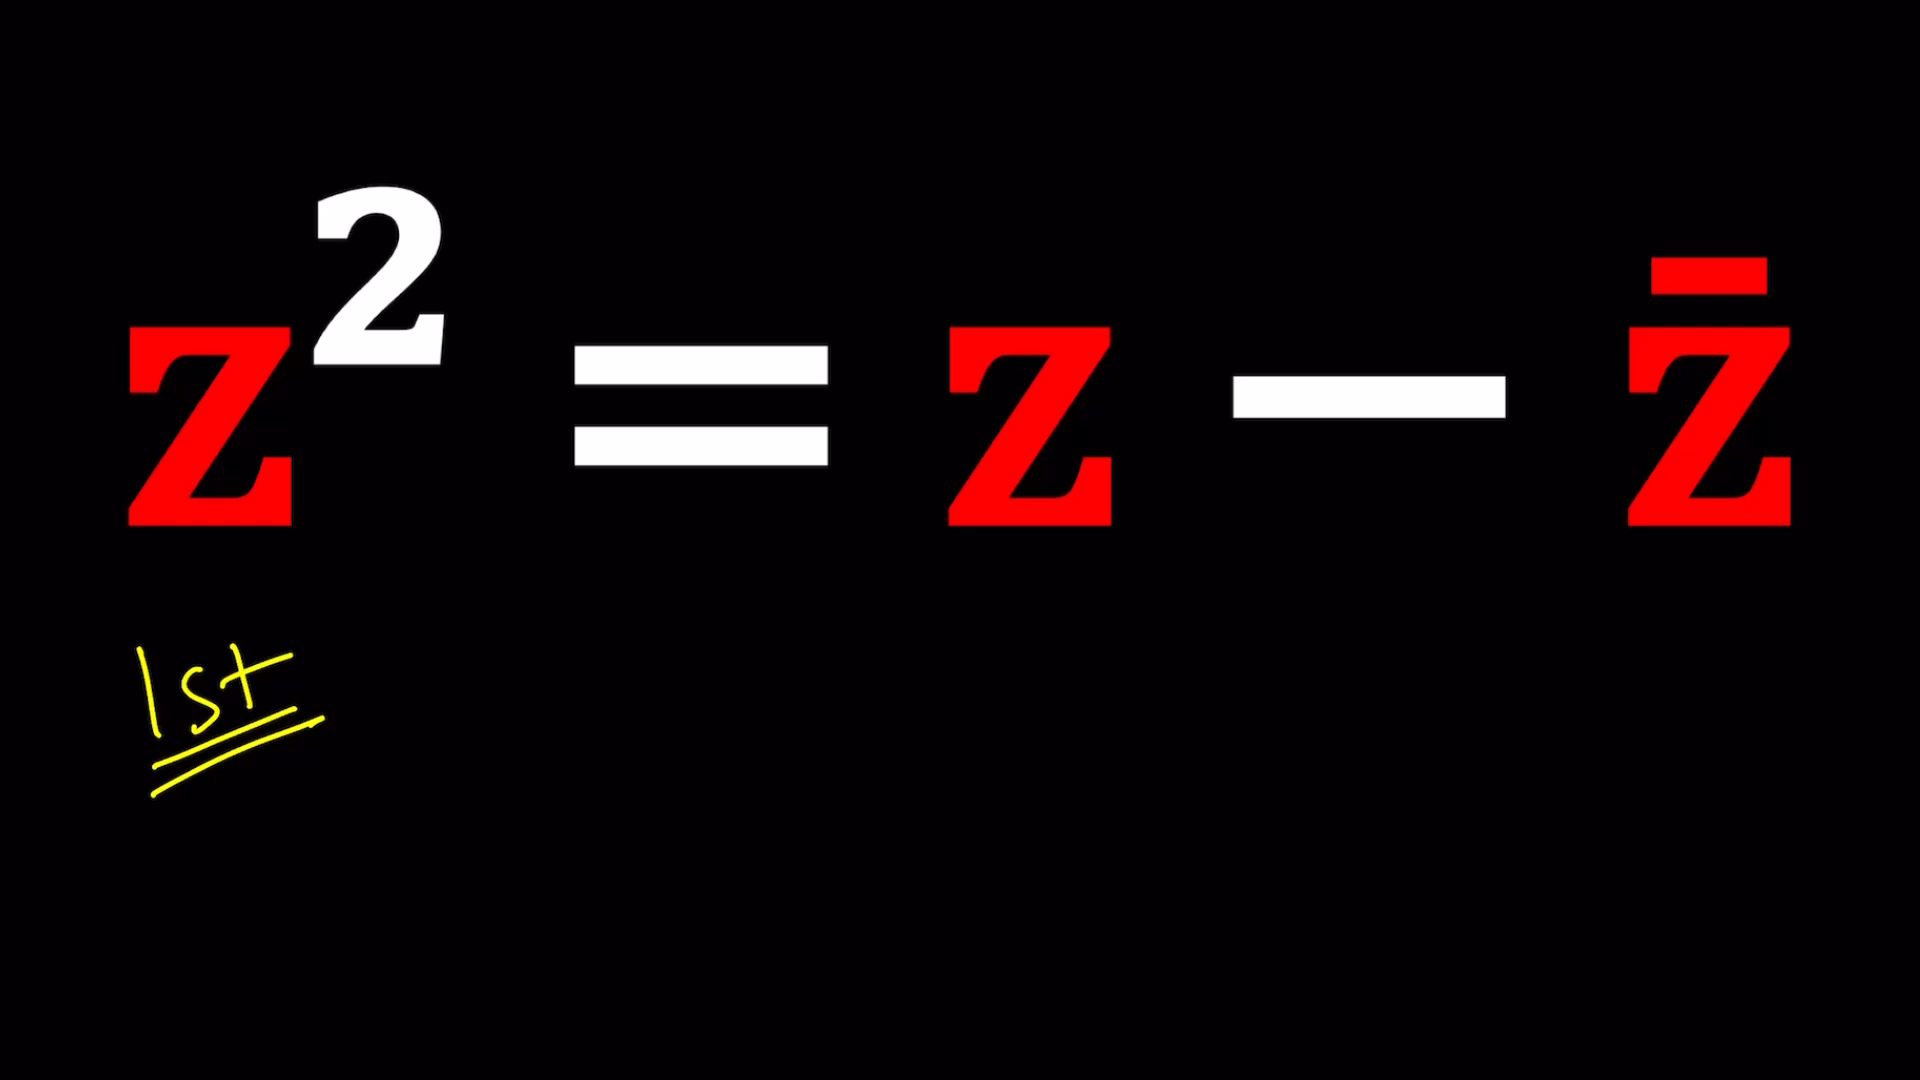 z² = z − z̄
1st